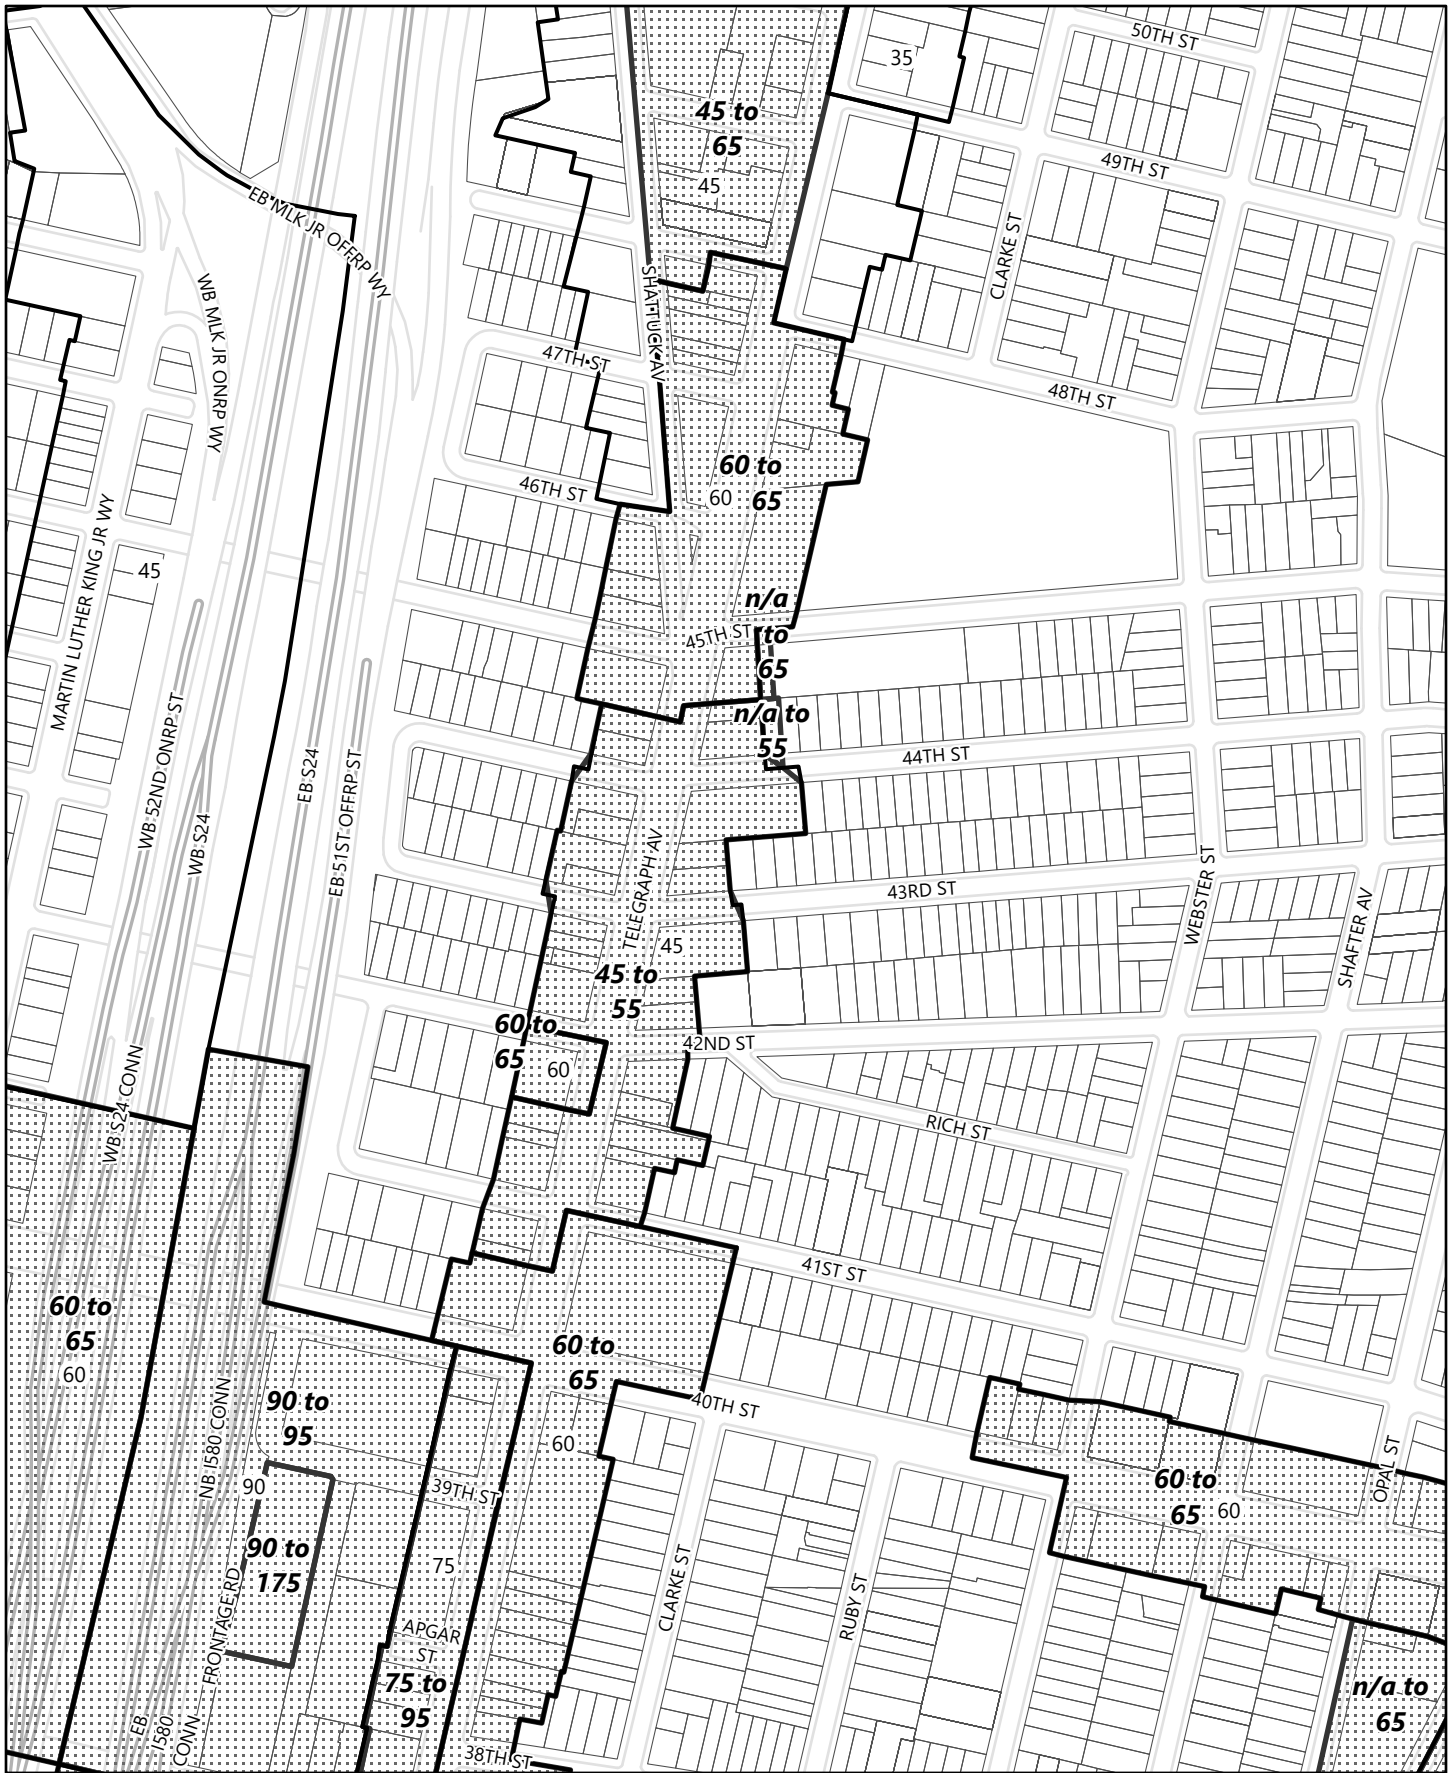 50TH ST
35
45 to
65
49TH ST
45
EB MLK JR OFFRP WY
CLARKE ST
WB MLK JR ONRP WY
SHATTUCK AV
47TH ST
48TH ST
60 to
65
60
46TH ST
45
MARTIN LUTHER KING JR WY
n/a
to
65
45TH ST
n/a to
55
44TH ST
WB 52ND ONRP ST
EB S24
EB 51ST OFFRP ST
WB S24
TELEGRAPH AV
43RD ST
WEBSTER ST
SHAFTER AV
45
45 to
55
60 to
65
60
42ND ST
WB S24 CONN
RICH ST
41ST ST
60 to
65
60
60 to
65
90 to
95
40TH ST
NB I580 CONN
60
OPAL ST
60 to
65
60
90
39TH ST
90 to
175
75
FRONTAGE RD
CLARKE ST
RUBY ST
APGAR
ST
75 to
95
n/a to
65
EB
I580
CONN
38TH ST